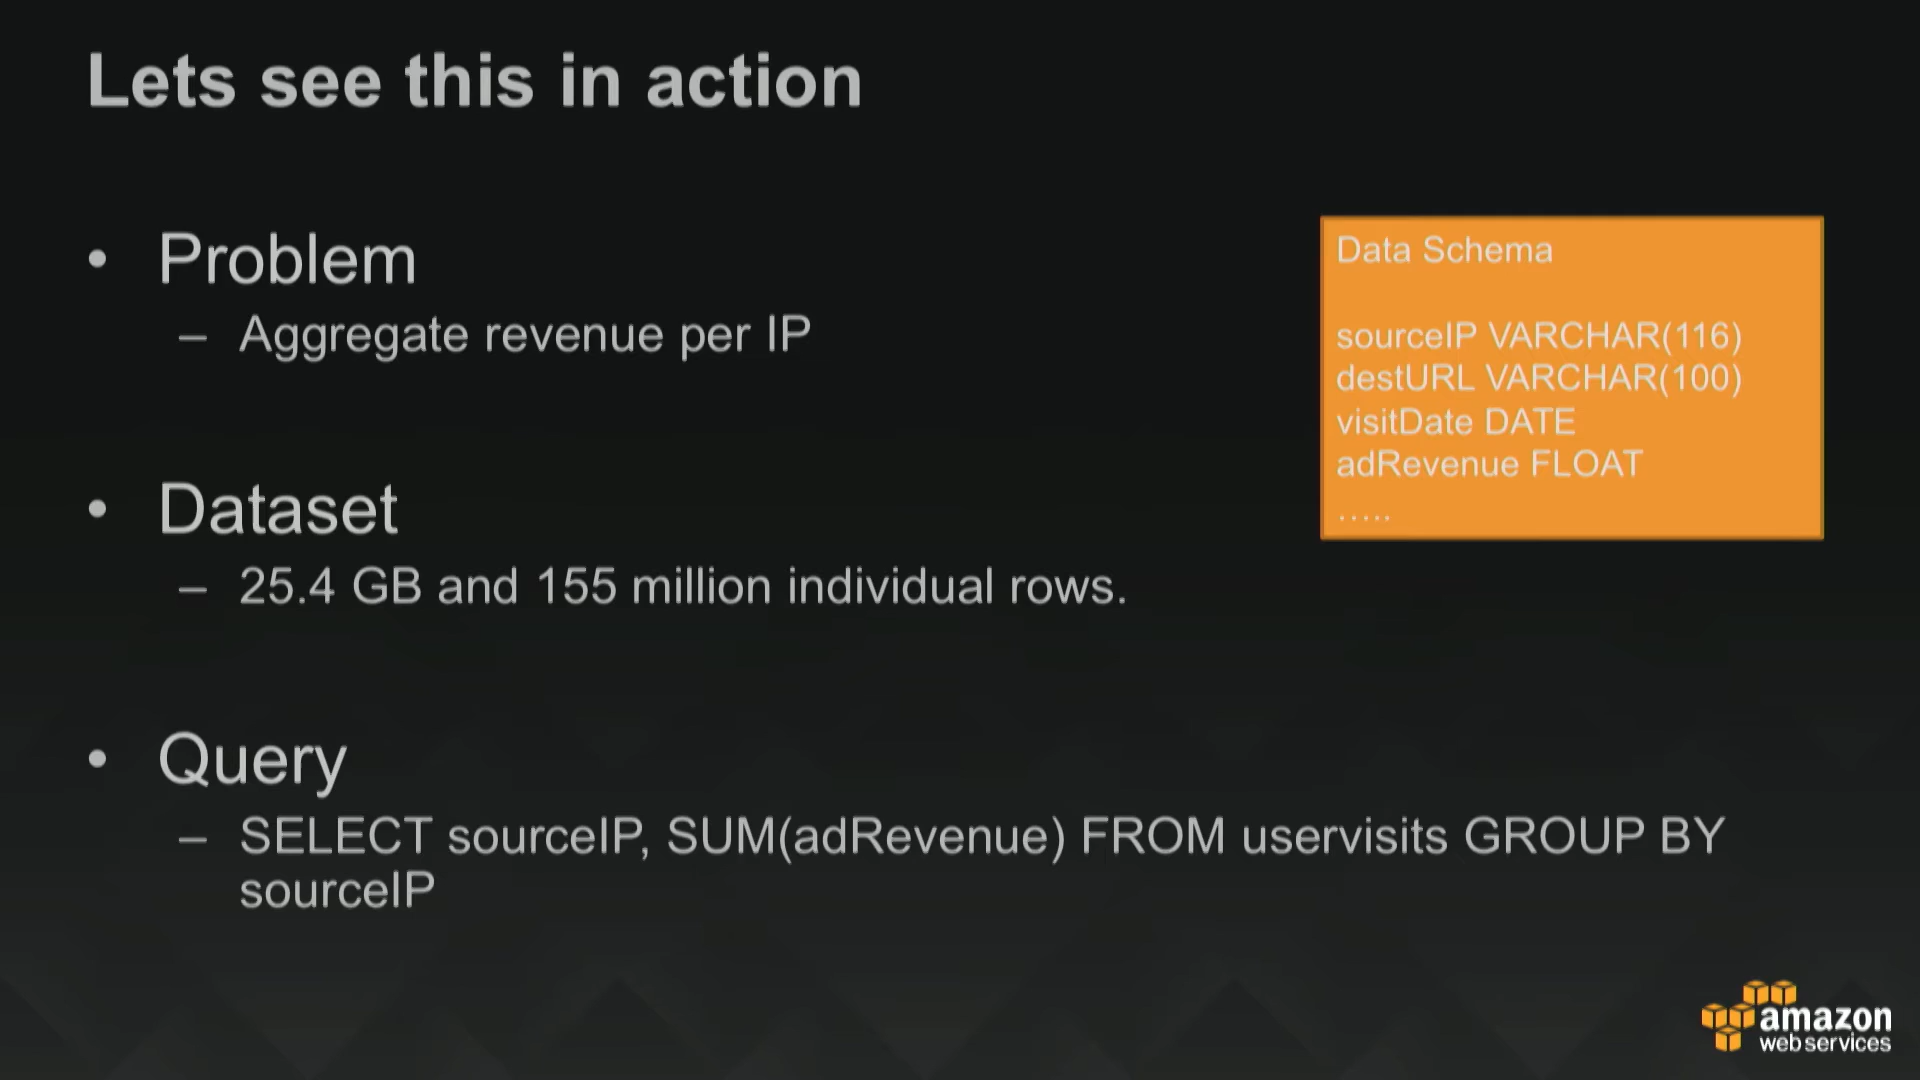 Lets see this in action
• Problem
– Aggregate revenue per IP
• Dataset
– 25.4 GB and 155 million individual rows.
• Query
– SELECT sourceIP, SUM(adRevenue) FROM uservisits GROUP BY
sourceIP
Data Schema
sourceIP VARCHAR(116)
destURL VARCHAR(100)
visitDate DATE
adRevenue FLOAT
…..
amazon
web services